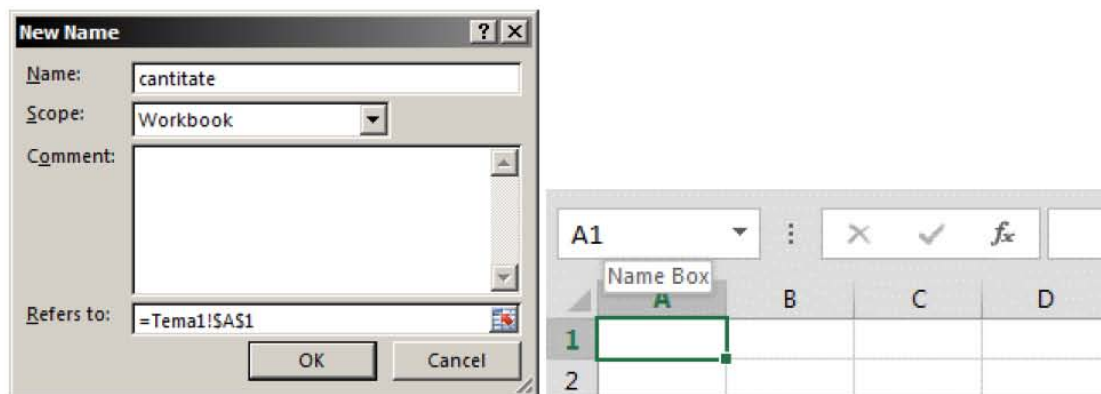 New Name
Name: cantitate
Scope: Workbook
Comment:
Refers to: =Tema1!$A$1
OK Cancel
A1 fx
Name Box
A B C D
1
2